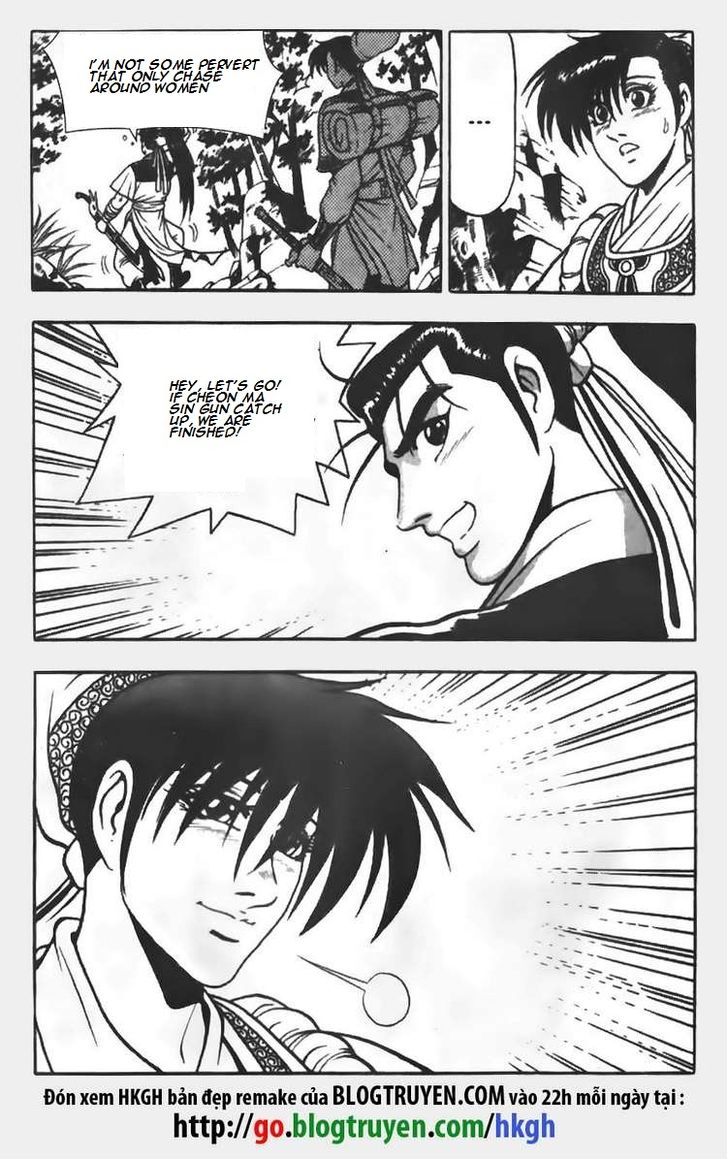 I'M NOT SOME PERVERT
THAT ONLY CHASE
AROUND WOMEN
...
HEY, LET'S GO!
IF CHEON MA
SIN GUN CATCH
UP, WE ARE
FINISHED!
Đón xem HKGH bản đẹp remake của BLOGTRUYEN.COM vào 22h mỗi ngày tại :
http://go.blogtruyen.com/hkgh